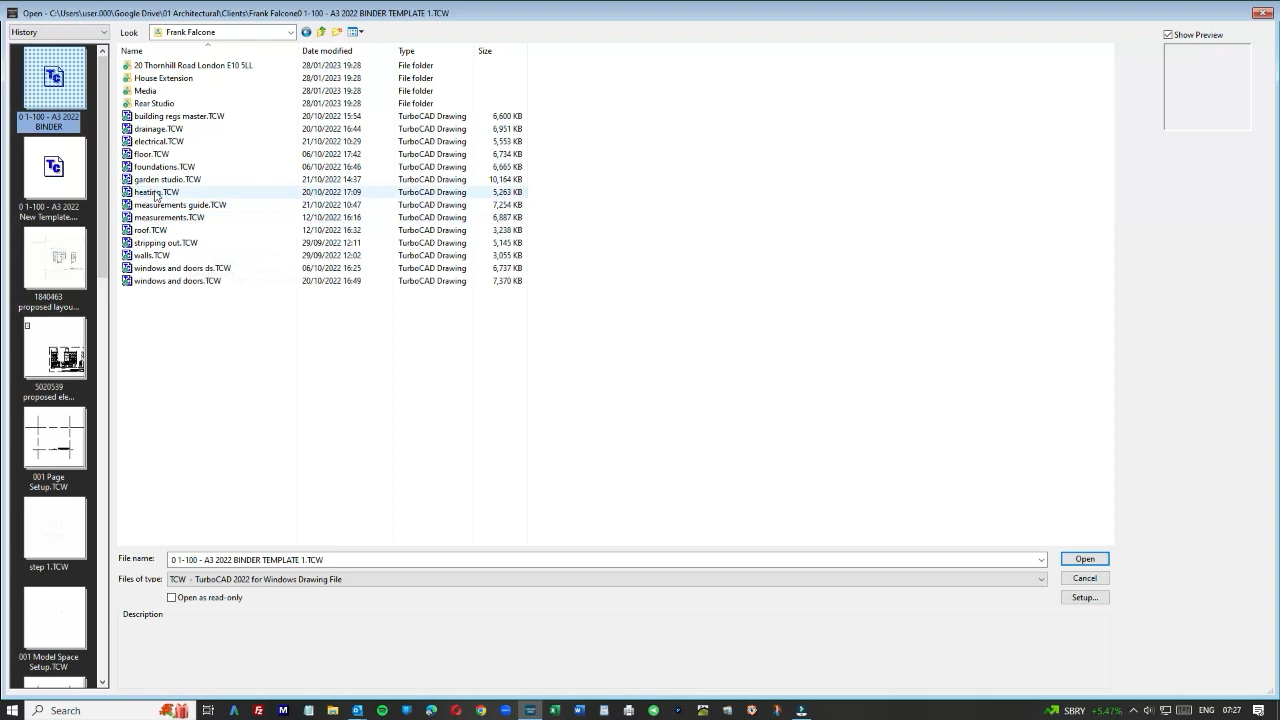 Open - C:\Users\user.000\Google Drive\01 Architectural\Clients\Frank Falcone0 1-100 - A3 2022 BINDER TEMPLATE 1.TCW
History
Look
Frank Falcone
Show Preview
Name Date modified Type Size
20 Thornhill Road London E10 5LL 28/01/2023 19:28 File folder
House Extension 28/01/2023 19:28 File folder
Media 28/01/2023 19:28 File folder
Rear Studio 28/01/2023 19:28 File folder
building regs master.TCW 20/10/2022 15:54 TurboCAD Drawing 6,600 KB
drainage.TCW 20/10/2022 16:44 TurboCAD Drawing 6,951 KB
electrical.TCW 21/10/2022 10:29 TurboCAD Drawing 5,553 KB
floor.TCW 06/10/2022 17:42 TurboCAD Drawing 6,734 KB
foundations.TCW 06/10/2022 16:46 TurboCAD Drawing 6,665 KB
garden studio.TCW 21/10/2022 14:37 TurboCAD Drawing 10,164 KB
heating.TCW 20/10/2022 17:09 TurboCAD Drawing 5,263 KB
measurements guide.TCW 21/10/2022 10:47 TurboCAD Drawing 7,254 KB
measurements.TCW 12/10/2022 16:16 TurboCAD Drawing 6,887 KB
roof.TCW 12/10/2022 16:32 TurboCAD Drawing 3,238 KB
stripping out.TCW 29/09/2022 12:11 TurboCAD Drawing 5,145 KB
walls.TCW 29/09/2022 12:02 TurboCAD Drawing 3,055 KB
windows and doors ds.TCW 06/10/2022 16:25 TurboCAD Drawing 6,737 KB
windows and doors.TCW 20/10/2022 16:49 TurboCAD Drawing 7,370 KB
0 1-100 - A3 2022
BINDER
0 1-100 - A3 2022
New Template....
1840463
proposed layou...
5020539
proposed ele...
001 Page
Setup.TCW
step 1.TCW
001 Model Space
Setup.TCW
File name: 0 1-100 - A3 2022 BINDER TEMPLATE 1.TCW
Open
Files of type: TCW - TurboCAD 2022 for Windows Drawing File
Cancel
Open as read-only
Setup...
Description
Search
SBRY +5.47%
ENG
17:27